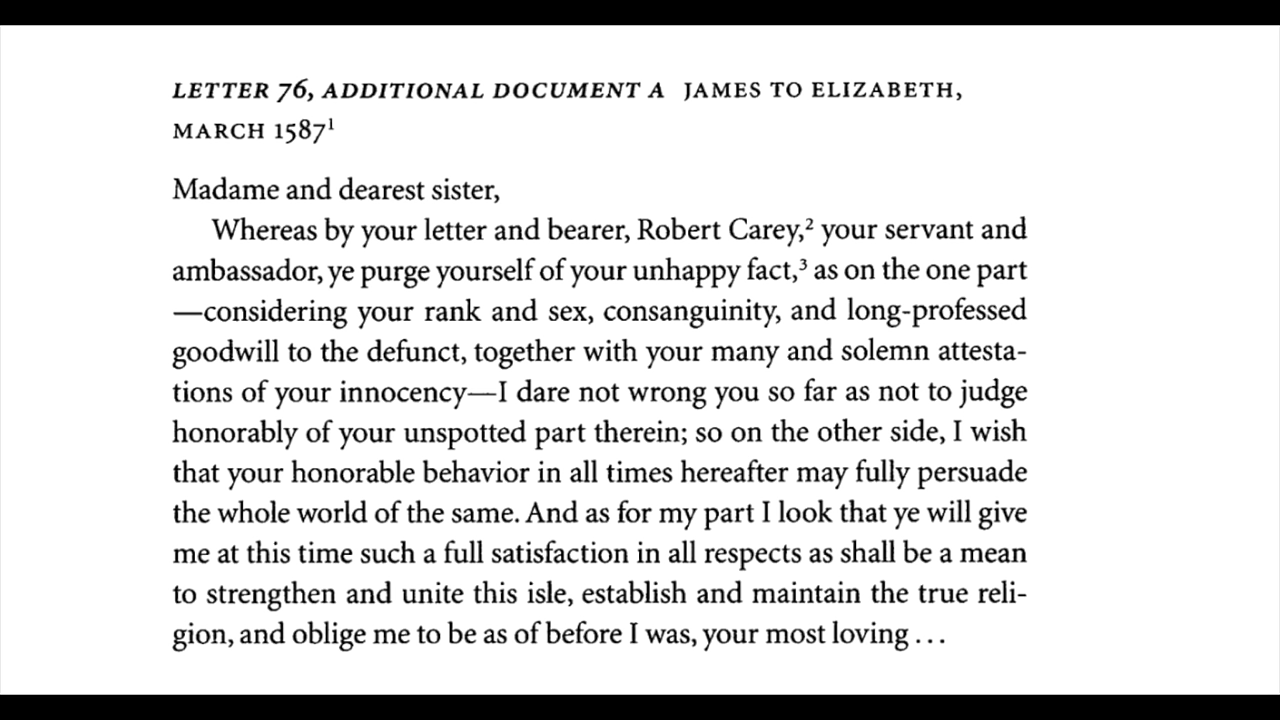 LETTER 76, ADDITIONAL DOCUMENT A JAMES TO ELIZABETH,
MARCH 1587¹
Madame and dearest sister,
Whereas by your letter and bearer, Robert Carey,² your servant and
ambassador, ye purge yourself of your unhappy fact,³ as on the one part
—considering your rank and sex, consanguinity, and long-professed
goodwill to the defunct, together with your many and solemn attesta-
tions of your innocency—I dare not wrong you so far as not to judge
honorably of your unspotted part therein; so on the other side, I wish
that your honorable behavior in all times hereafter may fully persuade
the whole world of the same. And as for my part I look that ye will give
me at this time such a full satisfaction in all respects as shall be a mean
to strengthen and unite this isle, establish and maintain the true reli-
gion, and oblige me to be as of before I was, your most loving . . .